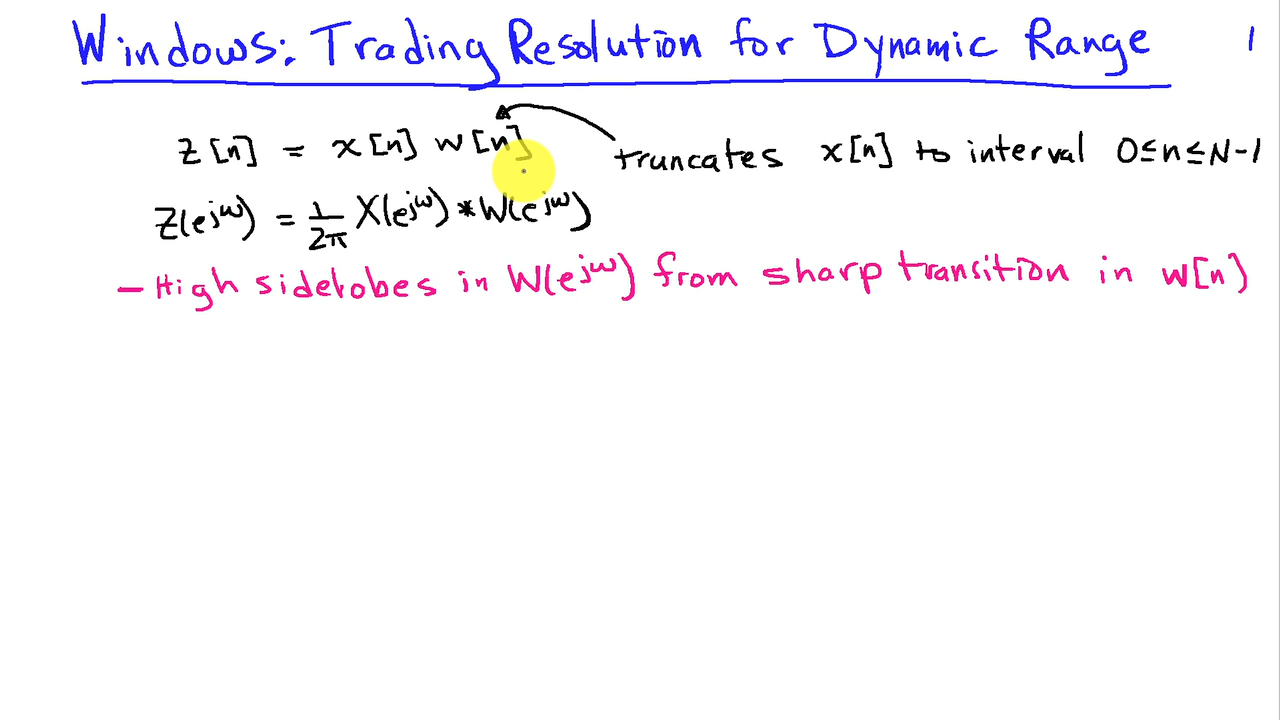 Windows: Trading Resolution for Dynamic Range 1
z[n] = x[n] w[n] truncates x[n] to interval 0≤n≤N-1
Z(e^jω) = 1/2π X(e^jω) * W(e^jω)
- High sidelobes in W(e^jω) from sharp transition in w[n]